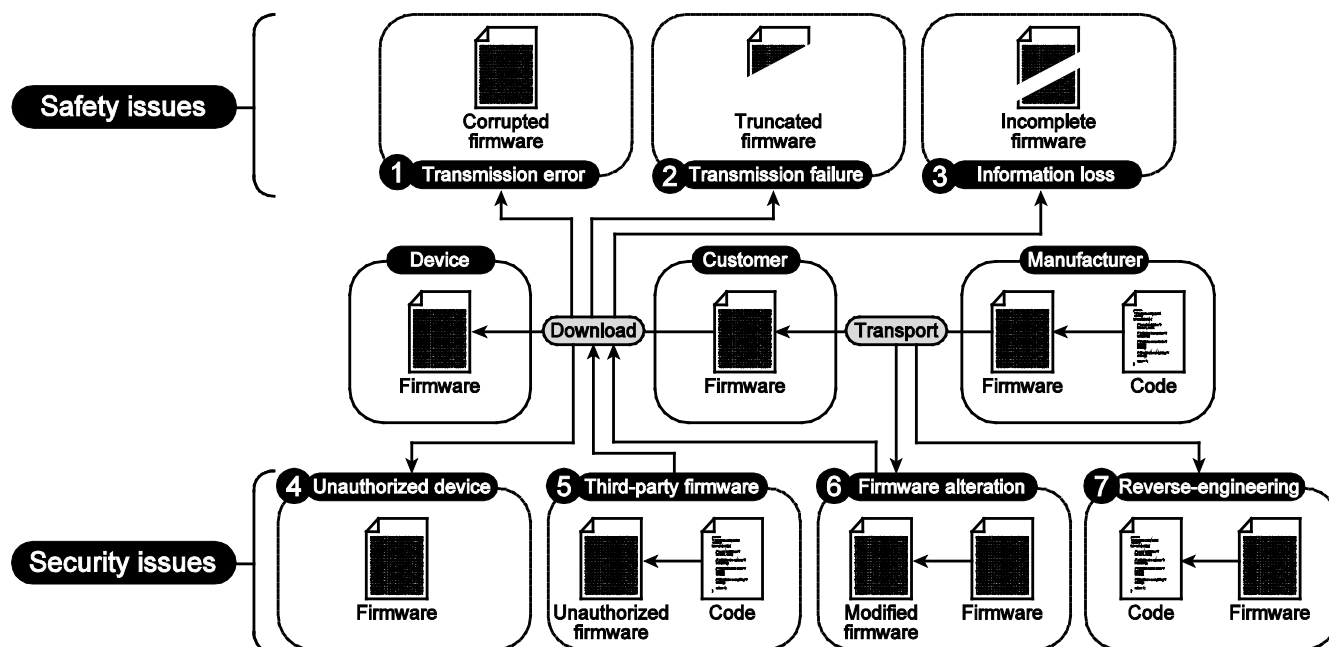 Safety issues
Corrupted
firmware
1 Transmission error
Truncated
firmware
2 Transmission failure
Incomplete
firmware
3 Information loss
Device
Firmware
Download
Customer
Firmware
Transport
Manufacturer
Firmware
Code
Security issues
4 Unauthorized device
Firmware
5 Third-party firmware
Unauthorized
firmware
Code
6 Firmware alteration
Modified
firmware
Firmware
7 Reverse-engineering
Code
Firmware